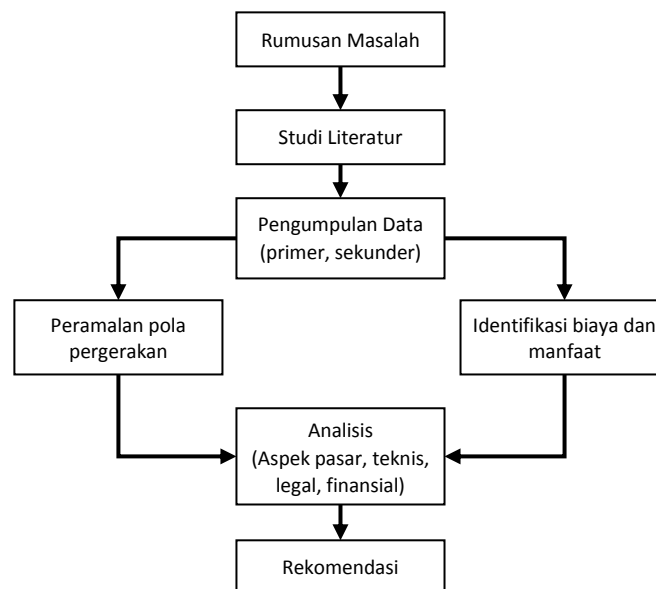 Rumusan Masalah
Studi Literatur
Pengumpulan Data
(primer, sekunder)
Peramalan pola
pergerakan
Identifikasi biaya dan
manfaat
Analisis
(Aspek pasar, teknis,
legal, finansial)
Rekomendasi